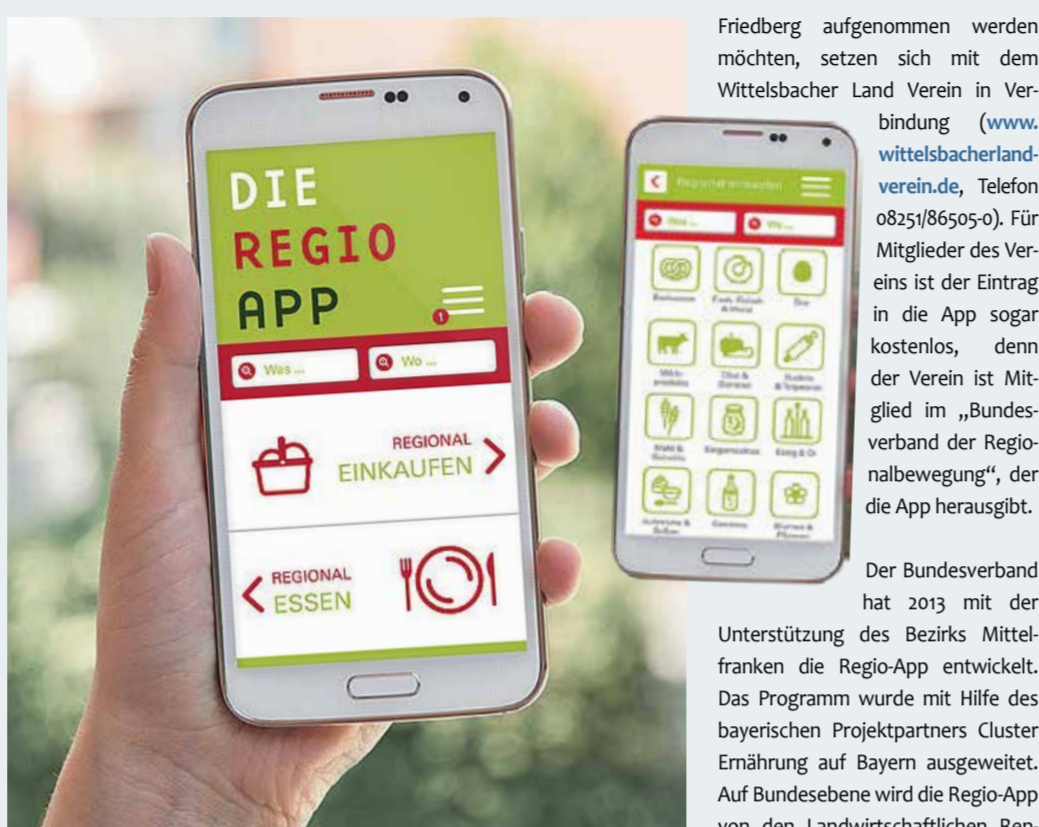 DIE
REGIO
APP
1
Was ...
Wo ...
REGIONAL
EINKAUFEN
REGIONAL
ESSEN
Was ...
Wo ...
Friedberg aufgenommen werden
möchten, setzen sich mit dem
Wittelsbacher Land Verein in Ver-
bindung (www.
wittelsbacherland-
verein.de, Telefon
08251/86505-0). Für
Mitglieder des Ver-
eins ist der Eintrag
in die App sogar
kostenlos, denn
der Verein ist Mit-
glied im „Bundes-
verband der Regio-
nalbewegung“, der
die App herausgibt.
Der Bundesverband
hat 2013 mit der
Unterstützung des Bezirks Mittel-
franken die Regio-App entwickelt.
Das Programm wurde mit Hilfe des
bayerischen Projektpartners Cluster
Ernährung auf Bayern ausgeweitet.
Auf Bundesebene wird die Regio-App
von den Landwirtschaftlichen Ren-